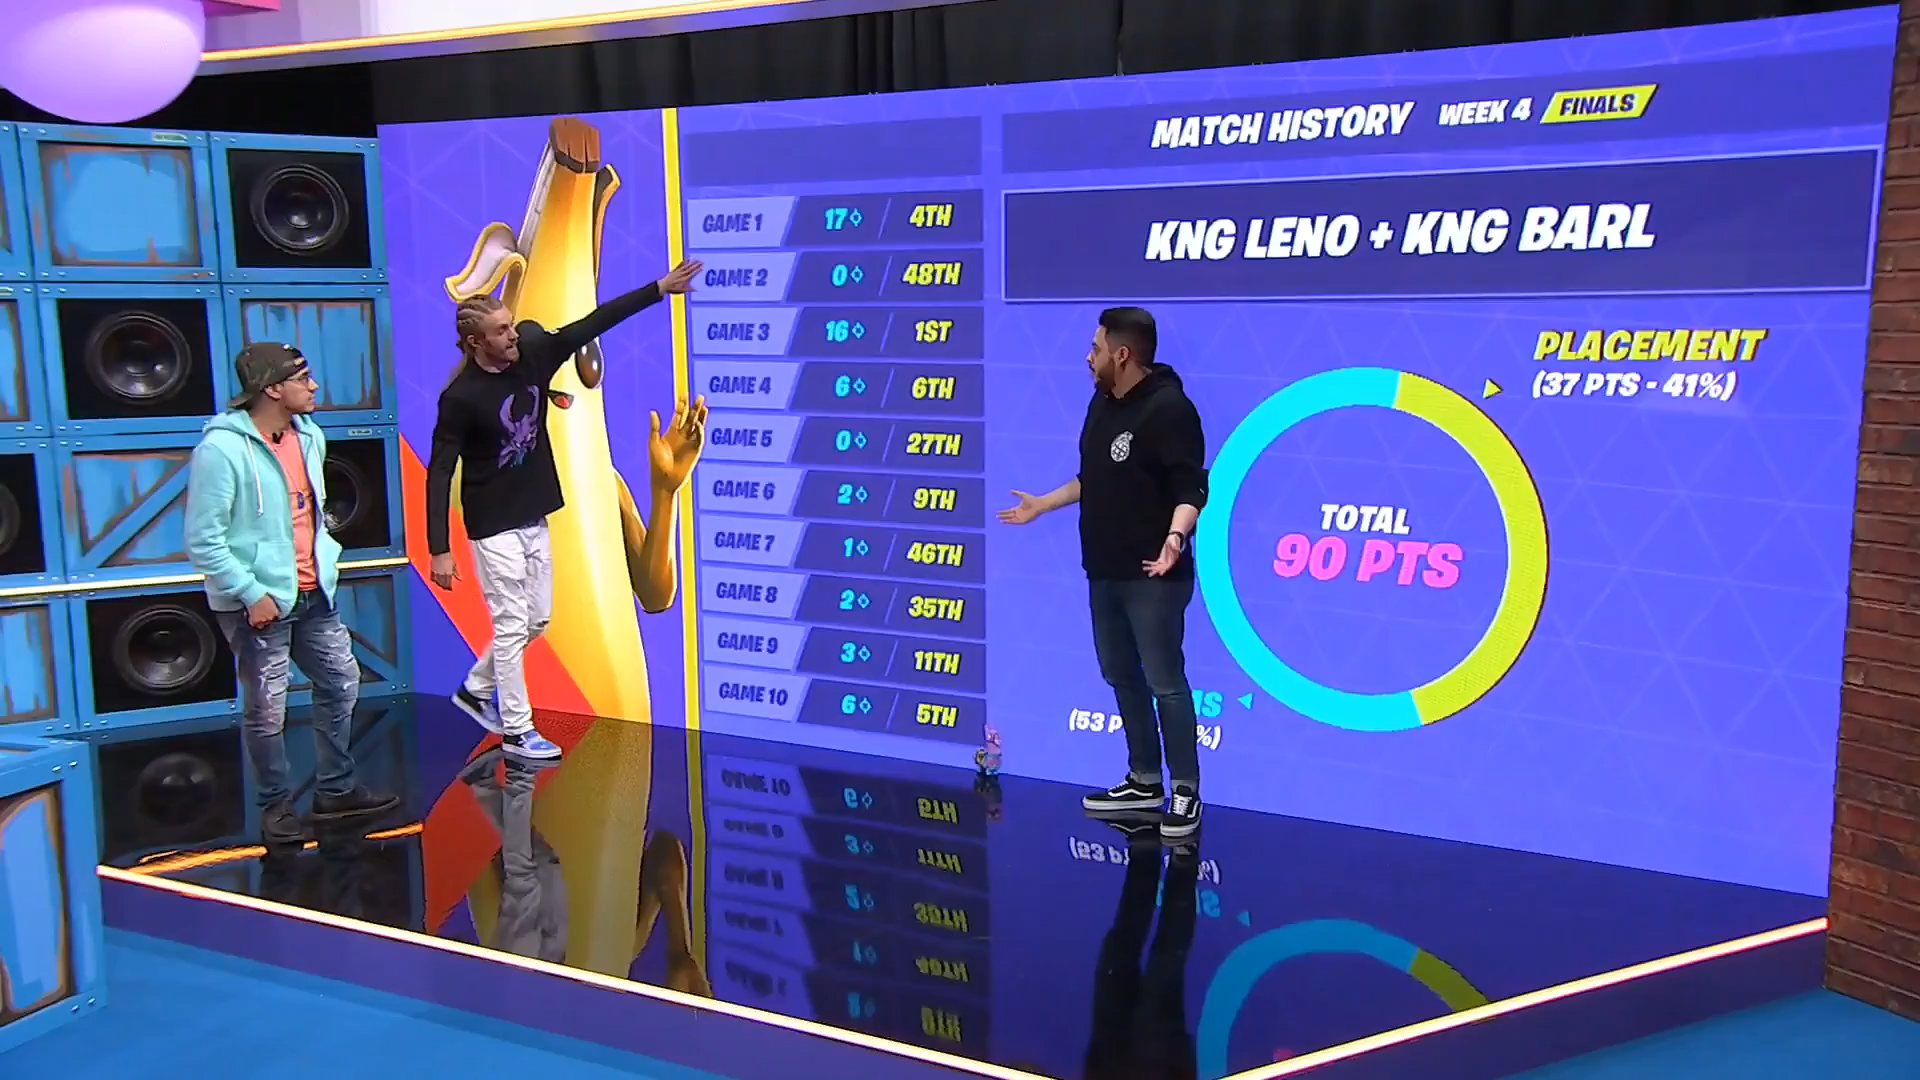 MATCH HISTORY WEEK 4 FINALS
KNG LENO + KNG BARL
GAME 1 17 / 4TH
GAME 2 0 / 48TH
GAME 3 16 / 1ST
GAME 4 6 / 6TH
GAME 5 0 / 27TH
GAME 6 2 / 9TH
GAME 7 1 / 46TH
GAME 8 2 / 35TH
GAME 9 3 / 11TH
GAME 10 6 / 5TH
PLACEMENT
(37 PTS - 41%)
TOTAL
90 PTS
(53